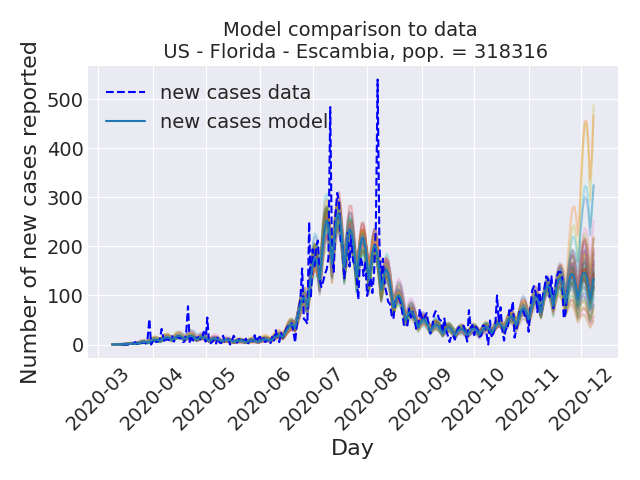 Model comparison to data
US - Florida - Escambia, pop. = 318316
Number of new cases reported
new cases data
new cases model
500
400
300
200
100
0
2020-03
2020-04
2020-05
2020-06
2020-07
2020-08
2020-09
2020-10
2020-11
2020-12
Day